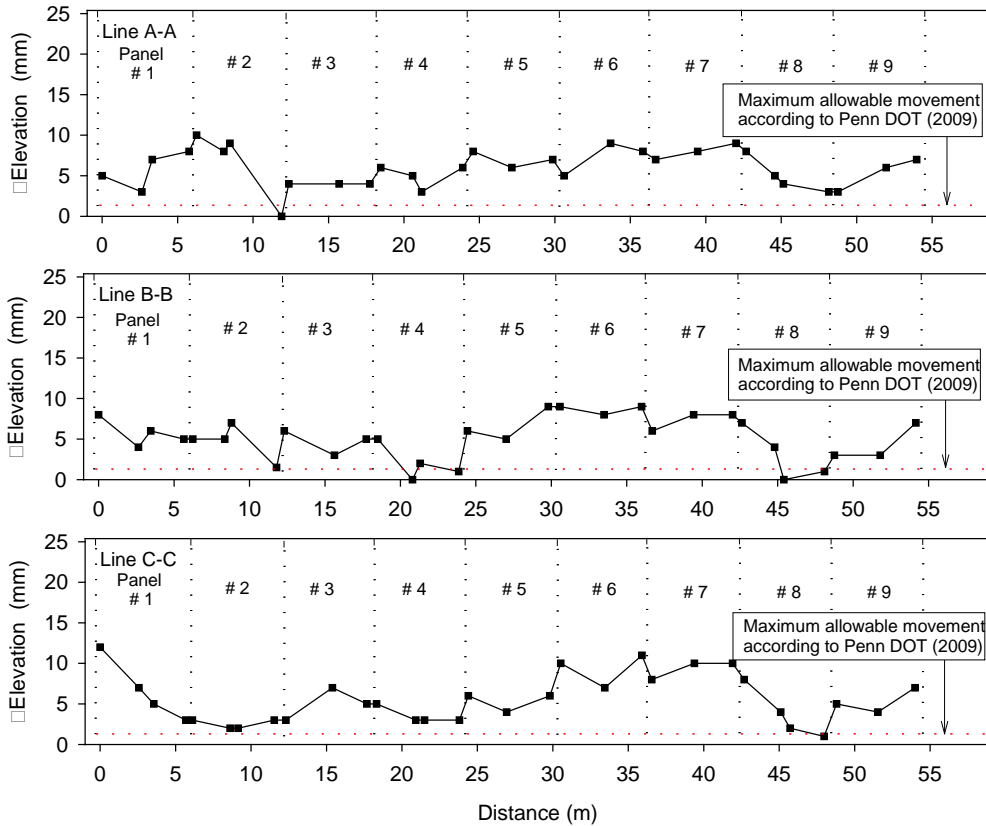 Line A-A
Panel
# 1
# 2
# 3
# 4
# 5
# 6
# 7
# 8
# 9
Maximum allowable movement
according to Penn DOT (2009)
□Elevation (mm)
25
20
15
10
5
0
0 5 10 15 20 25 30 35 40 45 50 55
Line B-B
Panel
# 1
# 2
# 3
# 4
# 5
# 6
# 7
# 8
# 9
Maximum allowable movement
according to Penn DOT (2009)
□Elevation (mm)
25
20
15
10
5
0
0 5 10 15 20 25 30 35 40 45 50 55
Line C-C
Panel
# 1
# 2
# 3
# 4
# 5
# 6
# 7
# 8
# 9
Maximum allowable movement
according to Penn DOT (2009)
□Elevation (mm)
25
20
15
10
5
0
0 5 10 15 20 25 30 35 40 45 50 55
Distance (m)